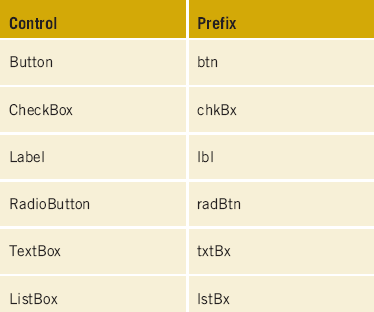 Control Prefix
Button btn
CheckBox chkBx
Label lbl
RadioButton radBtn
TextBox txtBx
ListBox lstBx